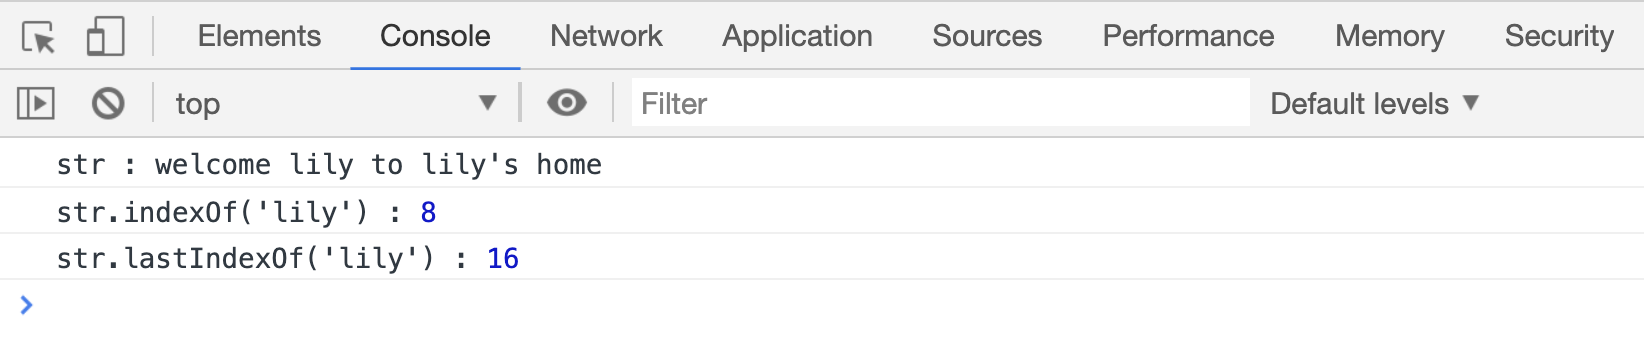 Elements Console Network Application Sources Performance Memory Security
top Filter Default levels
str : welcome lily to lily's home
str.indexOf('lily') : 8
str.lastIndexOf('lily') : 16